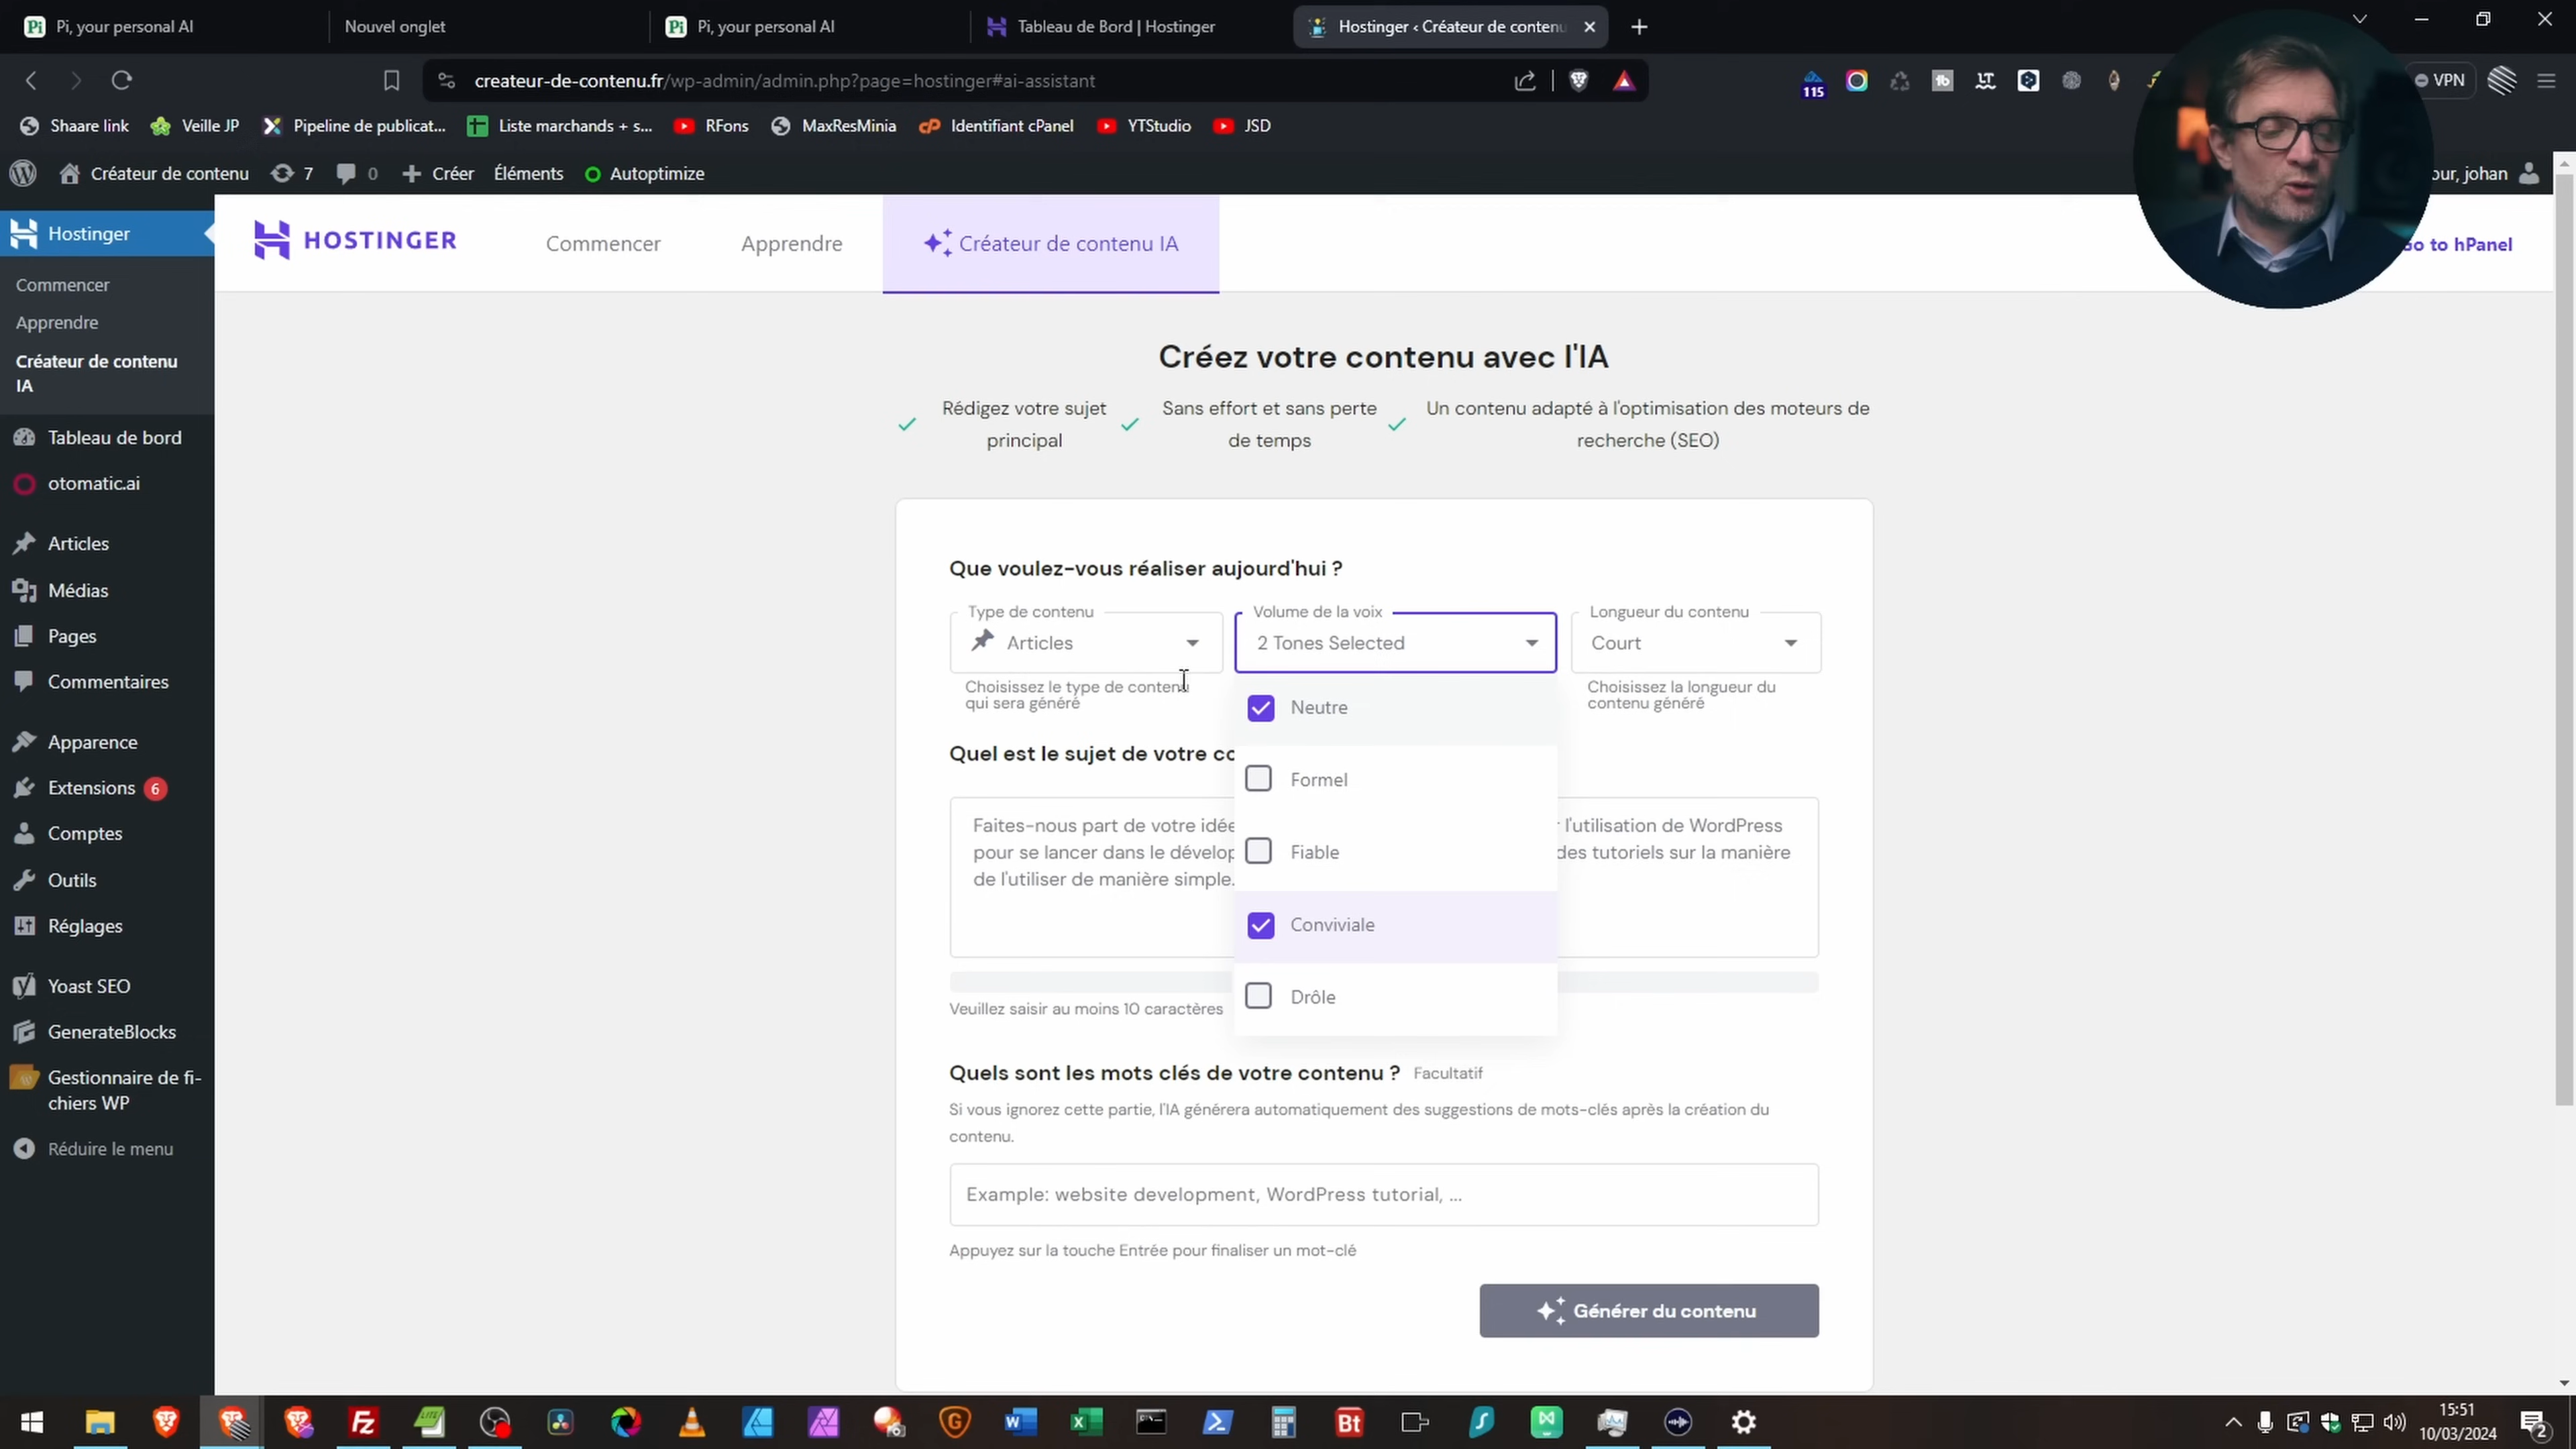 Pi, your personal AI
Nouvel onglet
Pi, your personal AI
Tableau de Bord | Hostinger
Hostinger ‹ Créateur de contenu
createur-de-contenu.fr/wp-admin/admin.php?page=hostinger#ai-assistant
115
VPN
Shaare link
Veille JP
Pipeline de publicat...
Liste marchands + s...
RFons
MaxResMinia
Identifiant cPanel
YTStudio
JSD
Créateur de contenu
7
0
Créer
Éléments
Autoptimize
our, johan
Hostinger
Commencer
Apprendre
Créateur de contenu
IA
Tableau de bord
otomatic.ai
Articles
Médias
Pages
Commentaires
Apparence
Extensions 6
Comptes
Outils
Réglages
Yoast SEO
GenerateBlocks
Gestionnaire de fi-
chiers WP
Réduire le menu
HOSTINGER
Commencer
Apprendre
Créateur de contenu IA
Go to hPanel
Créez votre contenu avec l'IA
Rédigez votre sujet
principal
Sans effort et sans perte
de temps
Un contenu adapté à l'optimisation des moteurs de
recherche (SEO)
Que voulez-vous réaliser aujourd'hui ?
Type de contenu
Articles
Choisissez le type de contenu
qui sera généré
Volume de la voix
2 Tones Selected
Neutre
Formel
Fiable
Conviviale
Drôle
Longueur du contenu
Court
Choisissez la longueur du
contenu généré
Quel est le sujet de votre co
Faites-nous part de votre idée l'utilisation de WordPress
pour se lancer dans le dévelop des tutoriels sur la manière
de l'utiliser de manière simple.
Veuillez saisir au moins 10 caractères
Quels sont les mots clés de votre contenu ? Facultatif
Si vous ignorez cette partie, l'IA générera automatiquement des suggestions de mots-clés après la création du
contenu.
Example: website development, WordPress tutorial, ...
Appuyez sur la touche Entrée pour finaliser un mot-clé
Générer du contenu
15:51
10/03/2024
2